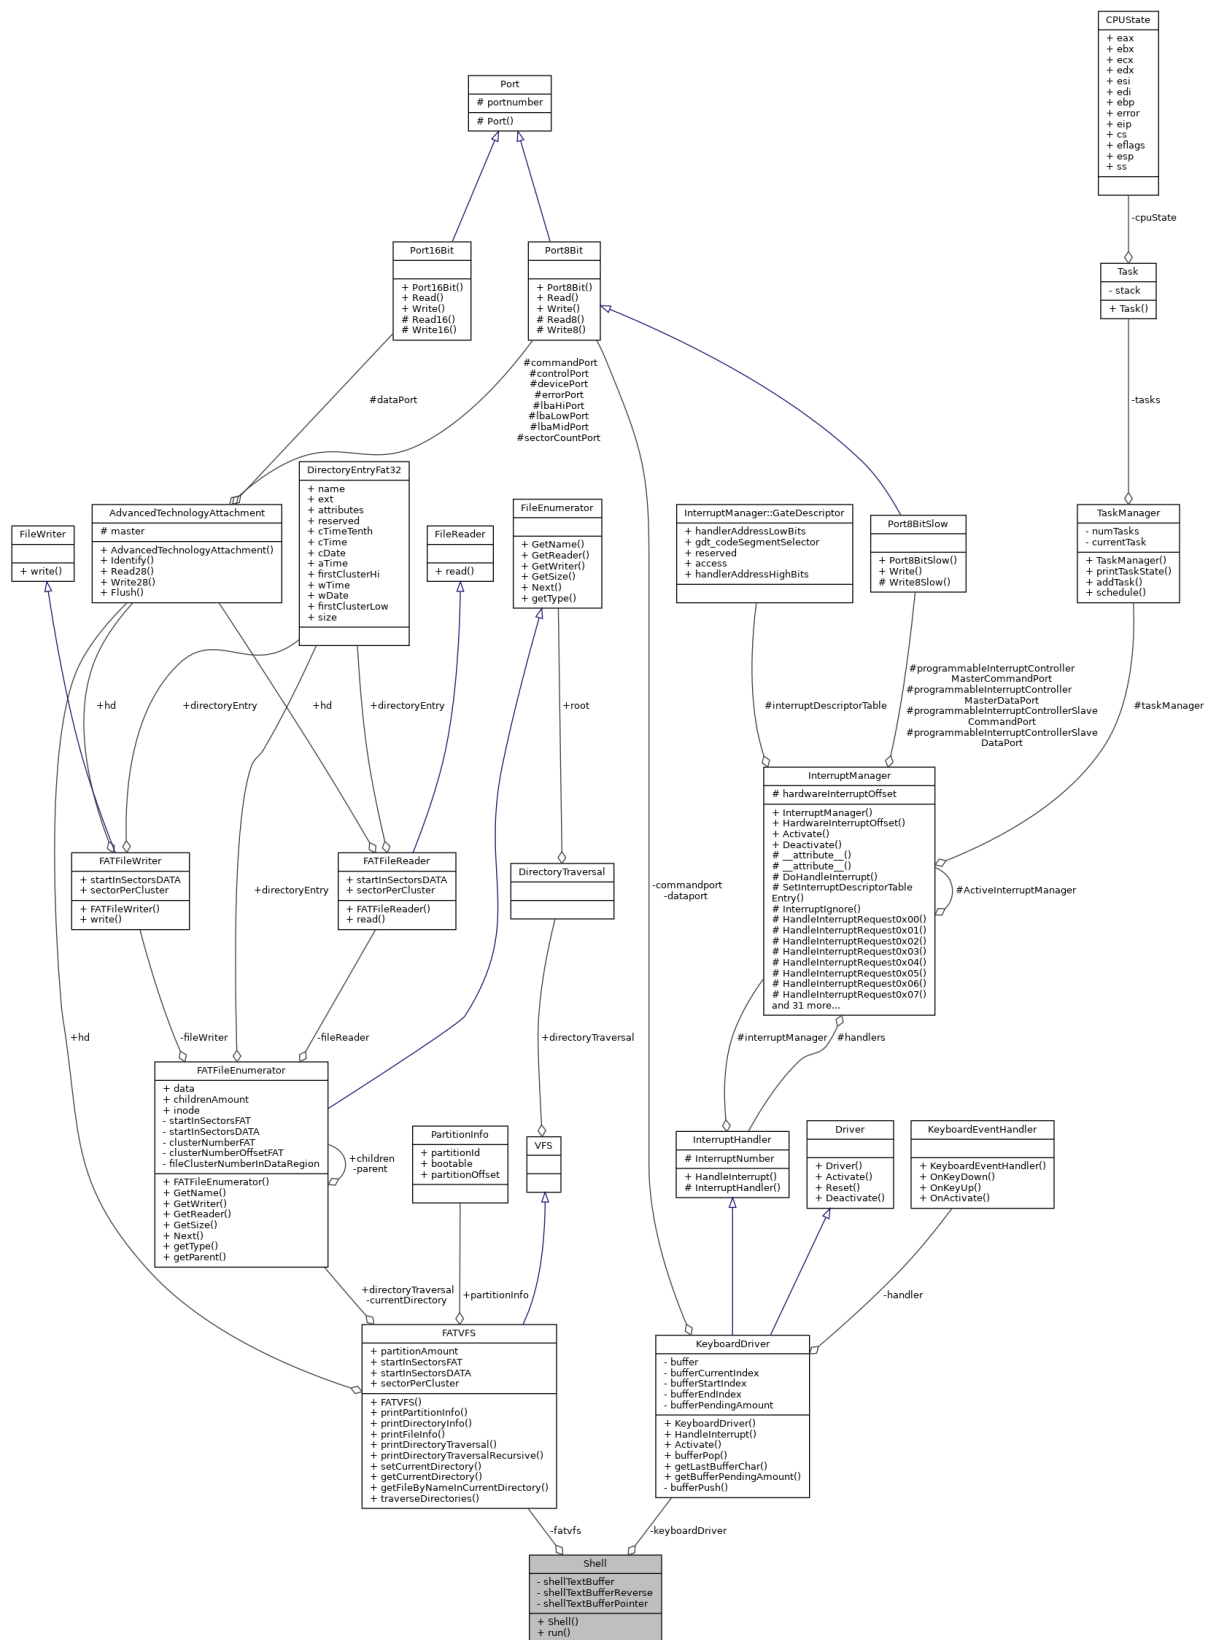 CPUState
+ eax
+ ebx
+ ecx
+ edx
+ esi
+ edi
+ ebp
+ error
+ eip
+ cs
+ eflags
+ esp
+ ss
Port
# portnumber
# Port()
-cpuState
Port16Bit
+ Port16Bit()
+ Read()
+ Write()
# Read16()
# Write16()
Port8Bit
+ Port8Bit()
+ Read()
+ Write()
# Read8()
# Write8()
Task
- stack
+ Task()
#dataPort
#commandPort
#controlPort
#devicePort
#errorPort
#lbaHiPort
#lbaLowPort
#lbaMidPort
#sectorCountPort
-tasks
FileWriter
+ write()
AdvancedTechnologyAttachment
# master
+ AdvancedTechnologyAttachment()
+ Identify()
+ Read28()
+ Write28()
+ Flush()
DirectoryEntryFat32
+ name
+ ext
+ attributes
+ reserved
+ cTimeTenth
+ cTime
+ cDate
+ aTime
+ firstClusterHi
+ wTime
+ wDate
+ firstClusterLow
+ size
FileReader
+ read()
FileEnumerator
+ GetName()
+ GetReader()
+ GetWriter()
+ GetSize()
+ Next()
+ getType()
InterruptManager::GateDescriptor
+ handlerAddressLowBits
+ gdt_codeSegmentSelector
+ reserved
+ access
+ handlerAddressHighBits
Port8BitSlow
+ Port8BitSlow()
+ Write()
# Write8Slow()
TaskManager
- numTasks
- currentTask
+ TaskManager()
+ printTaskState()
+ addTask()
+ schedule()
+hd
+directoryEntry
+hd
+directoryEntry
+root
#interruptDescriptorTable
#programmableInterruptController
MasterCommandPort
#programmableInterruptController
MasterDataPort
#programmableInterruptControllerSlave
CommandPort
#programmableInterruptControllerSlave
DataPort
#taskManager
FATFileWriter
+ startInSectorsDATA
+ sectorPerCluster
+ FATFileWriter()
+ write()
+directoryEntry
FATFileReader
+ startInSectorsDATA
+ sectorPerCluster
+ FATFileReader()
+ read()
DirectoryTraversal
-commandport
-dataport
InterruptManager
# hardwareInterruptOffset
+ InterruptManager()
+ HardwareInterruptOffset()
+ Activate()
+ Deactivate()
# __attribute__()
# __attribute__()
# DoHandleInterrupt()
# SetInterruptDescriptorTable
Entry()
# InterruptIgnore()
# HandleInterruptRequest0x00()
# HandleInterruptRequest0x01()
# HandleInterruptRequest0x02()
# HandleInterruptRequest0x03()
# HandleInterruptRequest0x04()
# HandleInterruptRequest0x05()
# HandleInterruptRequest0x06()
# HandleInterruptRequest0x07()
and 31 more...
#ActiveInterruptManager
+hd
-fileWriter
-fileReader
+directoryTraversal
#interruptManager
#handlers
FATFileEnumerator
+ data
+ childrenAmount
+ inode
- startInSectorsFAT
- startInSectorsDATA
- clusterNumberFAT
- clusterNumberOffsetFAT
- fileClusterNumberInDataRegion
+ FATFileEnumerator()
+ GetName()
+ GetWriter()
+ GetReader()
+ GetSize()
+ Next()
+ getType()
+ getParent()
+children
-parent
PartitionInfo
+ partitionId
+ bootable
+ partitionOffset
VFS
InterruptHandler
# InterruptNumber
+ HandleInterrupt()
# InterruptHandler()
Driver
+ Driver()
+ Activate()
+ Reset()
+ Deactivate()
KeyboardEventHandler
+ KeyboardEventHandler()
+ OnKeyDown()
+ OnKeyUp()
+ OnActivate()
+directoryTraversal
-currentDirectory
+partitionInfo
-handler
FATVFS
+ partitionAmount
+ startInSectorsFAT
+ startInSectorsDATA
+ sectorPerCluster
+ FATVFS()
+ printPartitionInfo()
+ printDirectoryInfo()
+ printFileInfo()
+ printDirectoryTraversal()
+ printDirectoryTraversalRecursive()
+ setCurrentDirectory()
+ getCurrentDirectory()
+ getFileByNameInCurrentDirectory()
+ traverseDirectories()
KeyboardDriver
- buffer
- bufferCurrentIndex
- bufferStartIndex
- bufferEndIndex
- bufferPendingAmount
+ KeyboardDriver()
+ HandleInterrupt()
+ Activate()
+ bufferPop()
+ getLastBufferChar()
+ getBufferPendingAmount()
- bufferPush()
-fatvfs
-keyboardDriver
Shell
- shellTextBuffer
- shellTextBufferReverse
- shellTextBufferPointer
+ Shell()
+ run()